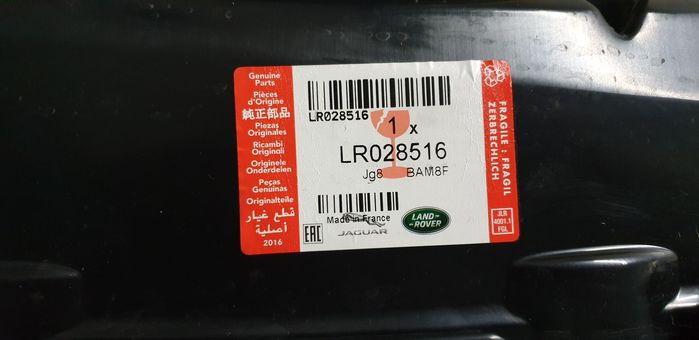 Genuine
Parts
Pièces
d'Origine
純正部品
Piezas
Originales
Ricambi
Originali
Originele
Onderdelen
Peças
Genuinas
Originalteile
قطع غيار
أصلية
2016
LR028516
1 x
LR028516
Jg8 BAM8F
Made in France
EAC
JAGUAR
LAND-
-ROVER
FRAGILE : FRAGIL
ZERBRECHLICH
JLR
4001.1
FGL